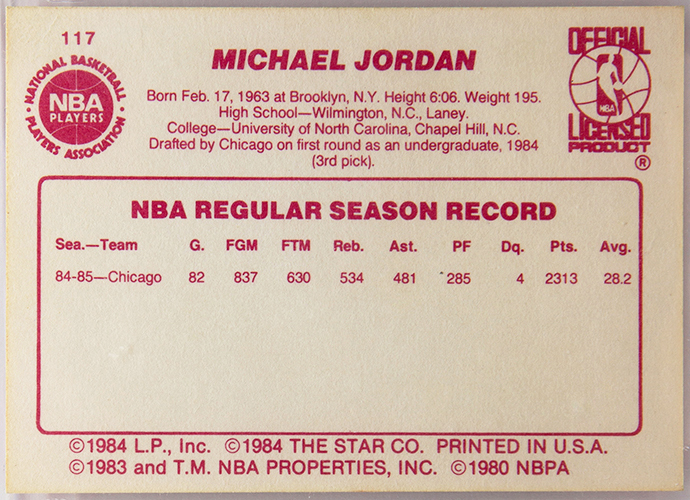 117
MICHAEL JORDAN
NATIONAL BASKETBALL
NBA
PLAYERS
PLAYERS ASSOCIATION
OFFICIAL
NBA
LICENSED
PRODUCT
®
Born Feb. 17, 1963 at Brooklyn, N.Y. Height 6:06. Weight 195.
High School—Wilmington, N.C., Laney.
College—University of North Carolina, Chapel Hill, N.C.
Drafted by Chicago on first round as an undergraduate, 1984
(3rd pick).
NBA REGULAR SEASON RECORD
Sea.—Team G. FGM FTM Reb. Ast. PF Dq. Pts. Avg.
84-85—Chicago 82 837 630 534 481 285 4 2313 28.2
©1984 L.P., Inc. ©1984 THE STAR CO. PRINTED IN U.S.A.
©1983 and T.M. NBA PROPERTIES, INC. ©1980 NBPA